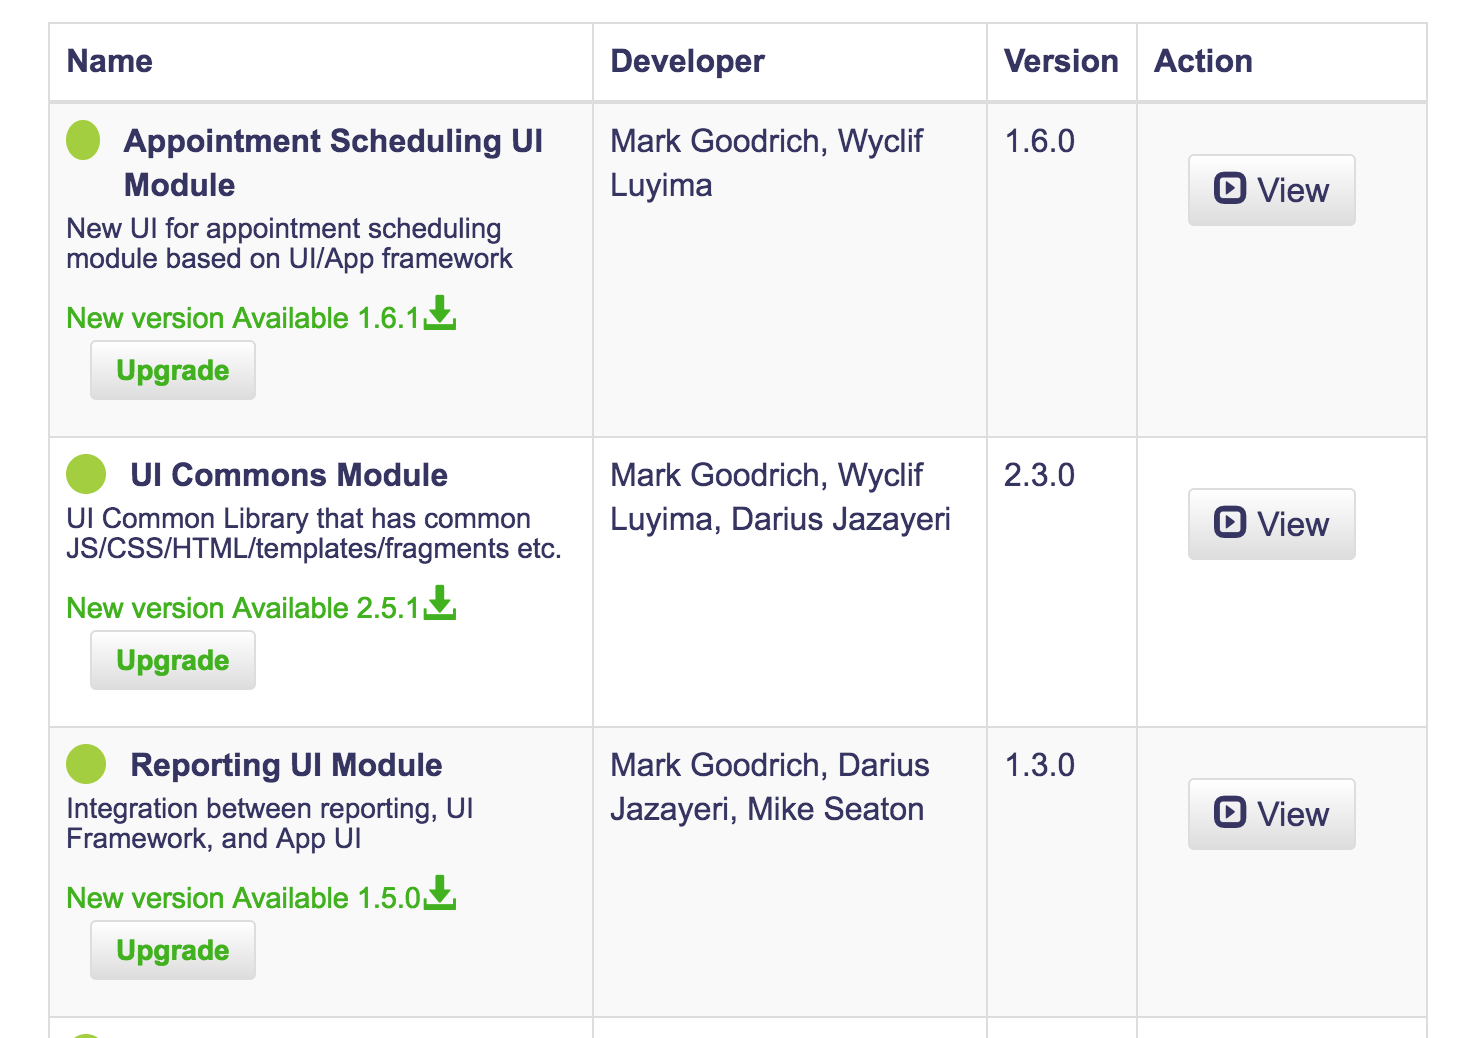 Name Developer Version Action
Appointment Scheduling UI
Module
New UI for appointment scheduling
module based on UI/App framework
New version Available 1.6.1
Upgrade
Mark Goodrich, Wyclif
Luyima
1.6.0
View
UI Commons Module
UI Common Library that has common
JS/CSS/HTML/templates/fragments etc.
New version Available 2.5.1
Upgrade
Mark Goodrich, Wyclif
Luyima, Darius Jazayeri
2.3.0
View
Reporting UI Module
Integration between reporting, UI
Framework, and App UI
New version Available 1.5.0
Upgrade
Mark Goodrich, Darius
Jazayeri, Mike Seaton
1.3.0
View